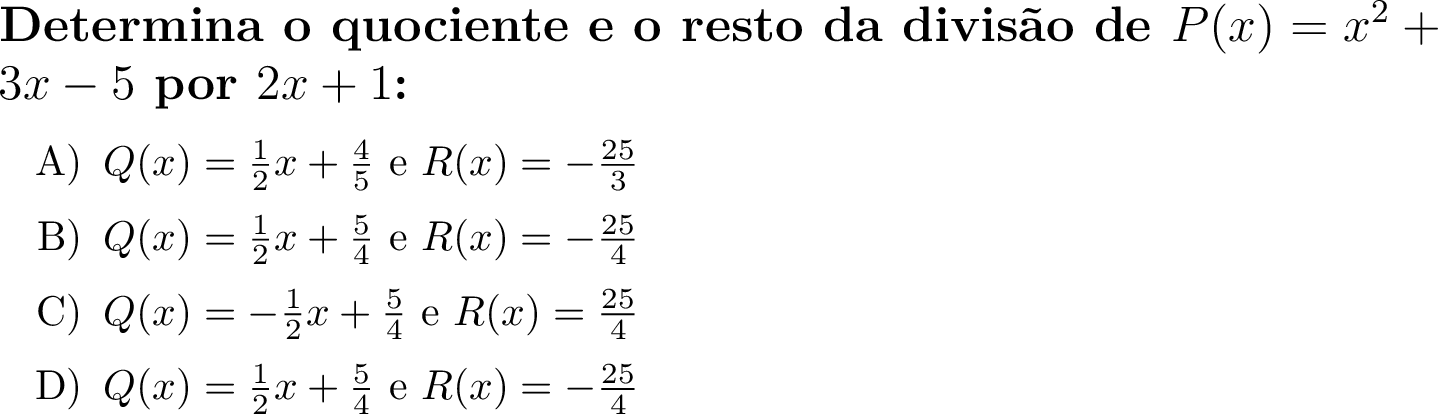 Determina o quociente e o resto da divisão de $P(x) = x^2 +$
$3x - 5$ por $2x + 1$:
A) $Q(x) = \frac{1}{2}x + \frac{4}{5}$ e $R(x) = -\frac{25}{3}$
B) $Q(x) = \frac{1}{2}x + \frac{5}{4}$ e $R(x) = -\frac{25}{4}$
C) $Q(x) = -\frac{1}{2}x + \frac{5}{4}$ e $R(x) = \frac{25}{4}$
D) $Q(x) = \frac{1}{2}x + \frac{5}{4}$ e $R(x) = -\frac{25}{4}$